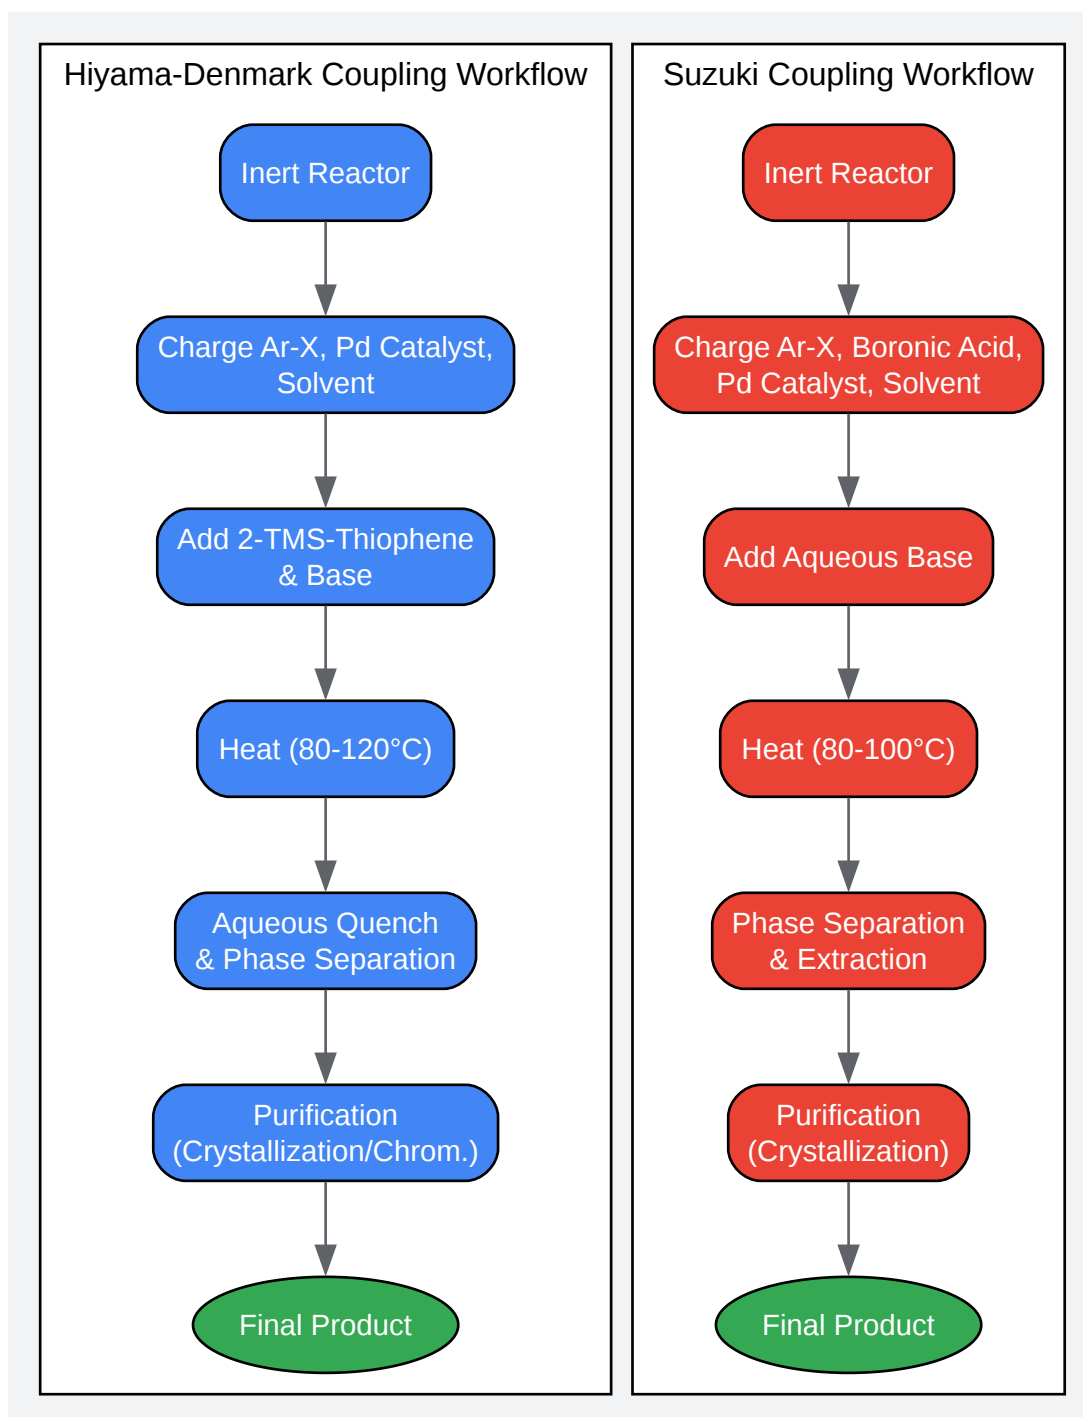 Hiyama-Denmark Coupling Workflow
Inert Reactor
Charge Ar-X, Pd Catalyst,
Solvent
Add 2-TMS-Thiophene
& Base
Heat (80-120°C)
Aqueous Quench
& Phase Separation
Purification
(Crystallization/Chrom.)
Final Product
Suzuki Coupling Workflow
Inert Reactor
Charge Ar-X, Boronic Acid,
Pd Catalyst, Solvent
Add Aqueous Base
Heat (80-100°C)
Phase Separation
& Extraction
Purification
(Crystallization)
Final Product